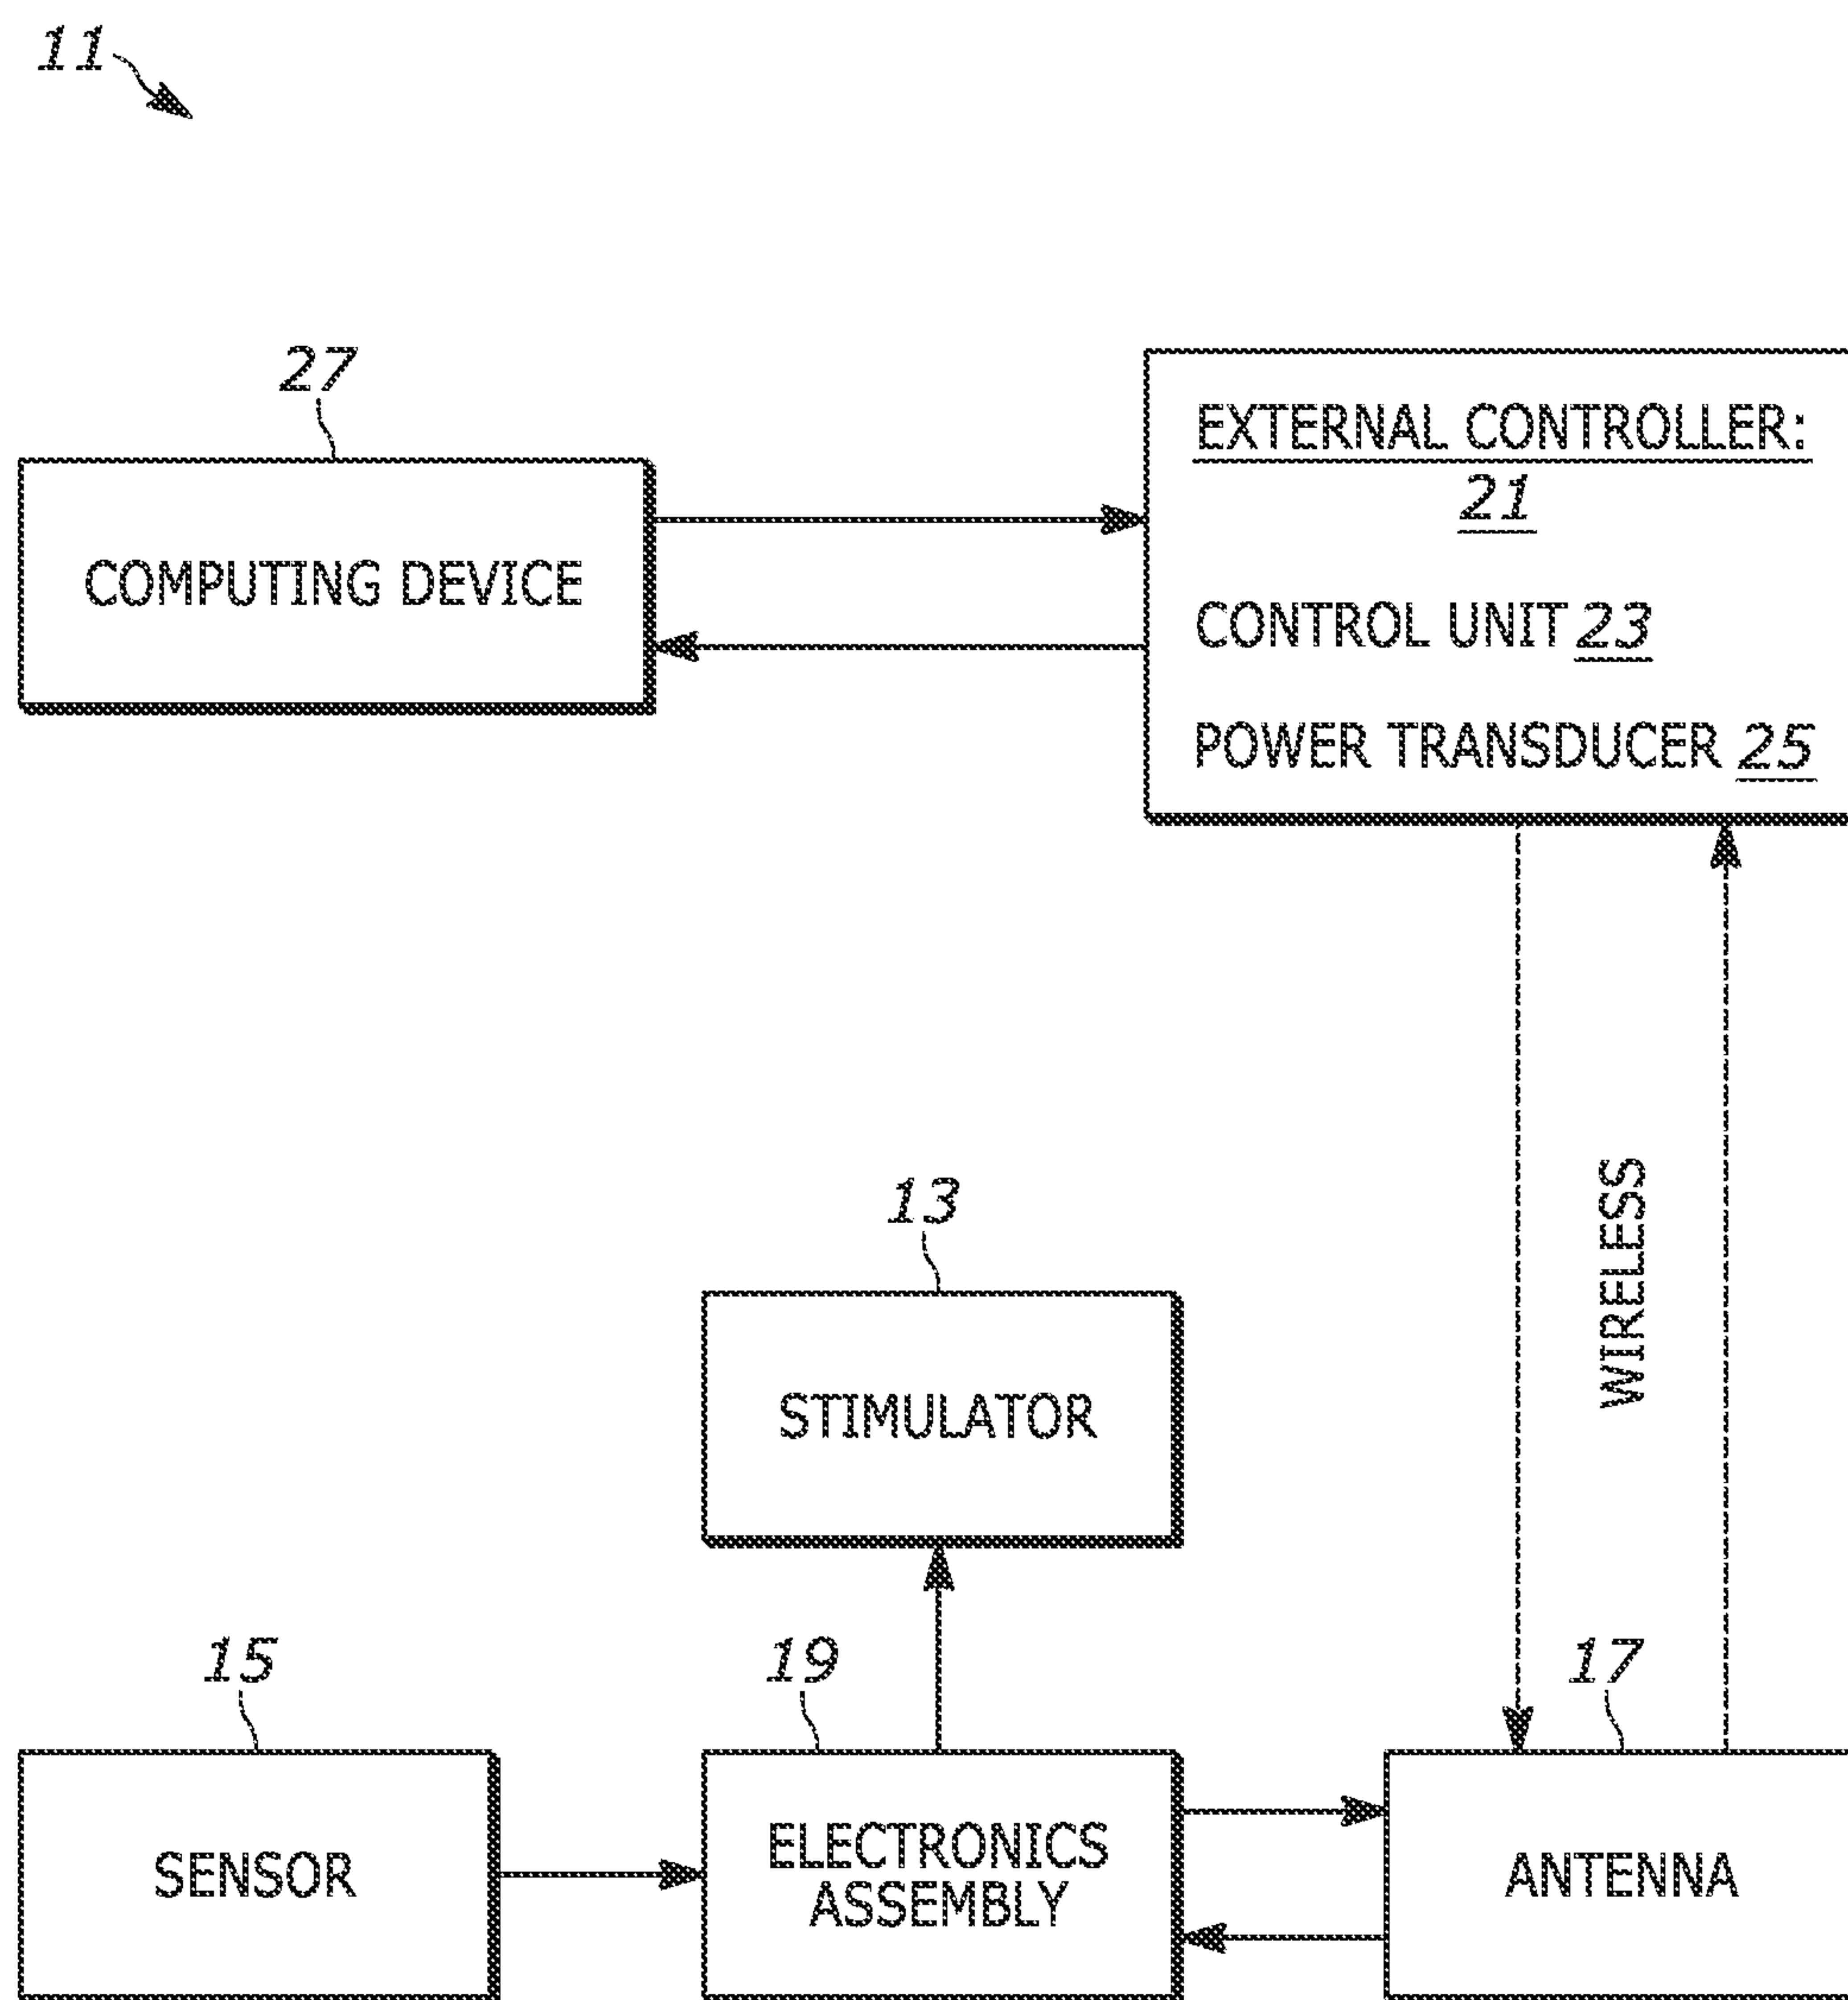 11
27
COMPUTING DEVICE
EXTERNAL CONTROLLER:
21
CONTROL UNIT 23
POWER TRANSDUCER 25
WIRELESS
13
STIMULATOR
15
SENSOR
19
ELECTRONICS
ASSEMBLY
17
ANTENNA